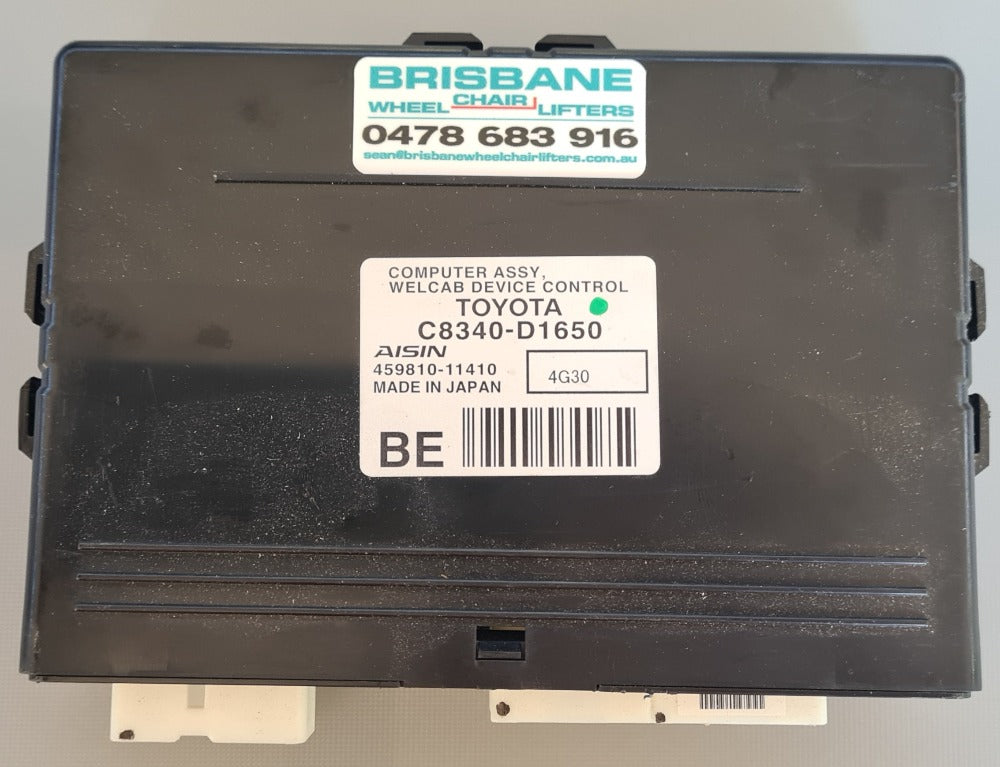 BRISBANE
WHEEL CHAIR LIFTERS
0478 683 916
sean@brisbanewheelchairlifters.com.au
COMPUTER ASSY,
WELCAB DEVICE CONTROL
TOYOTA
C8340-D1650
AISIN
459810-11410
MADE IN JAPAN
4G30
BE